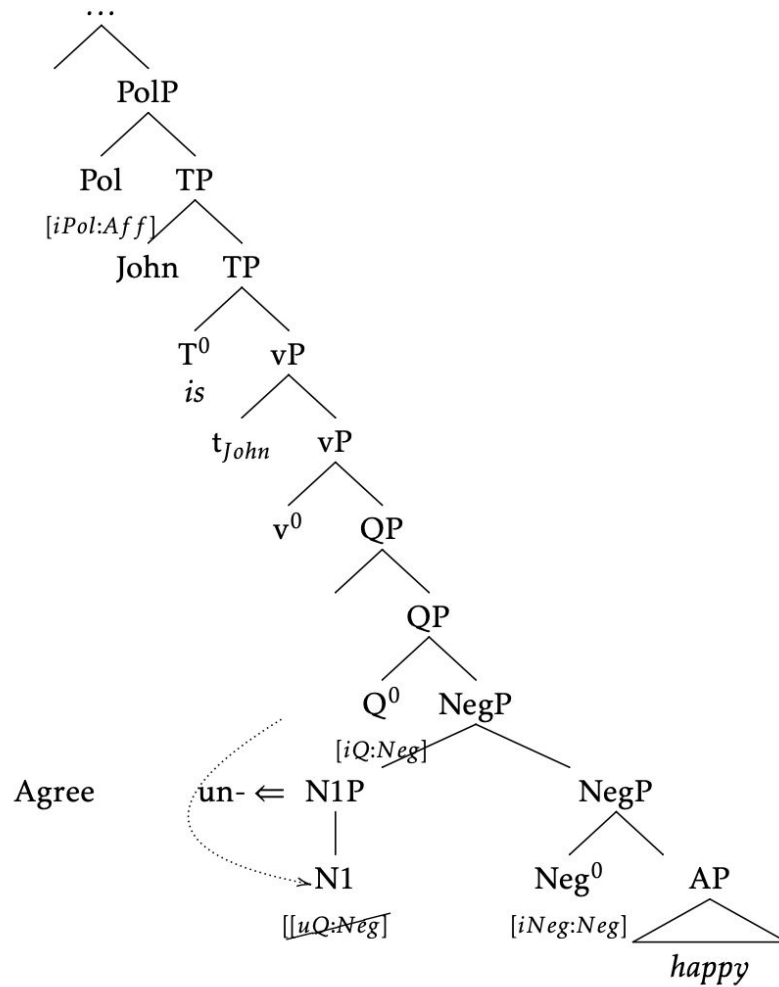 ...
PolP
Pol TP
[iPol:Aff]
John TP
T⁰ vP
is
t_John vP
v⁰ QP
QP
Q⁰ NegP
[iQ:Neg]
Agree un- ⇐ N1P NegP
N1 Neg⁰ AP
[[uQ:Neg] [iNeg:Neg]
happy